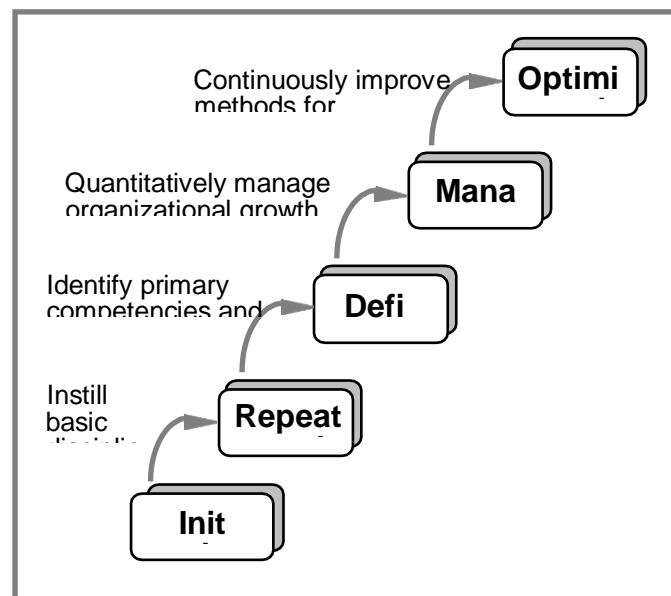 Optimi
Continuously improve
methods for
Mana
Quantitatively manage
organizational growth
Defi
Identify primary
competencies and
Repeat
Instill
basic
Init